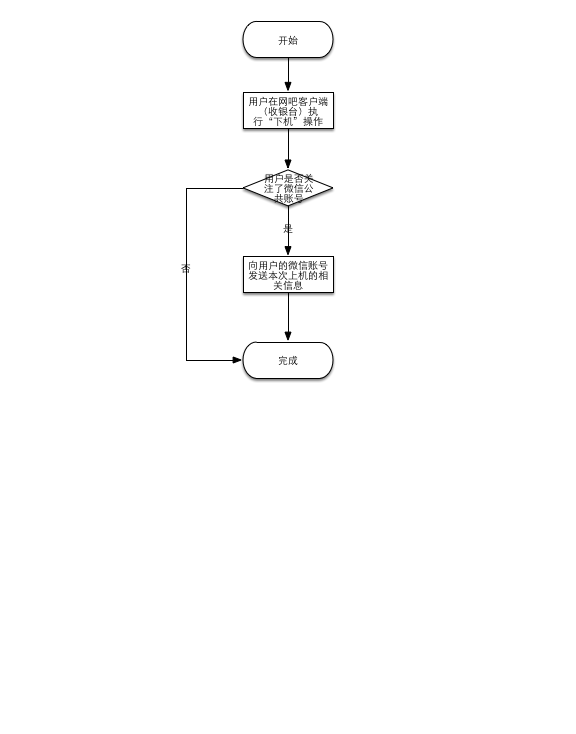 开始
用户在网吧客户端
（收银台）执
行“下机”操作
用户是否关
注了微信公
共账号
是
否
向用户的微信账号
发送本次上机的相
关信息
完成